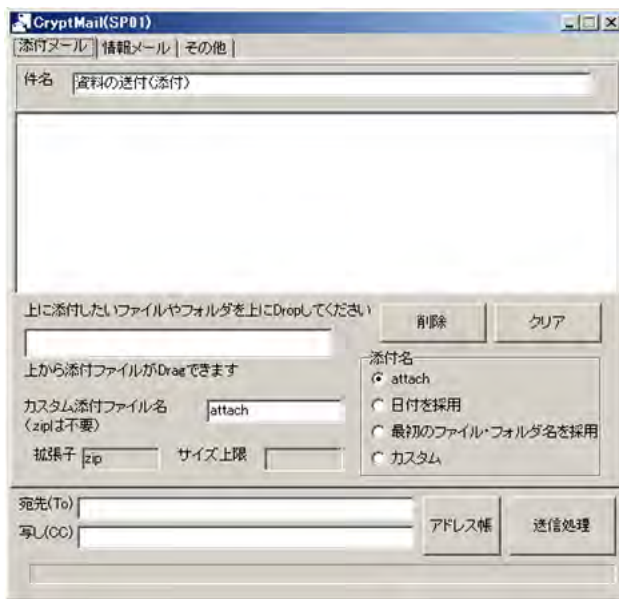 CryptMail(SP01)
添付メール 情報メール その他
件名 資料の送付(添付)
上に添付したいファイルやフォルダを上にDropしてください
削除 クリア
上から添付ファイルがDragできます
添付名
attach
日付を採用
最初のファイル・フォルダ名を採用
カスタム
カスタム添付ファイル名
(zipは不要)
attach
拡張子 zip サイズ上限
宛先(To)
写し(CC)
アドレス帳 送信処理